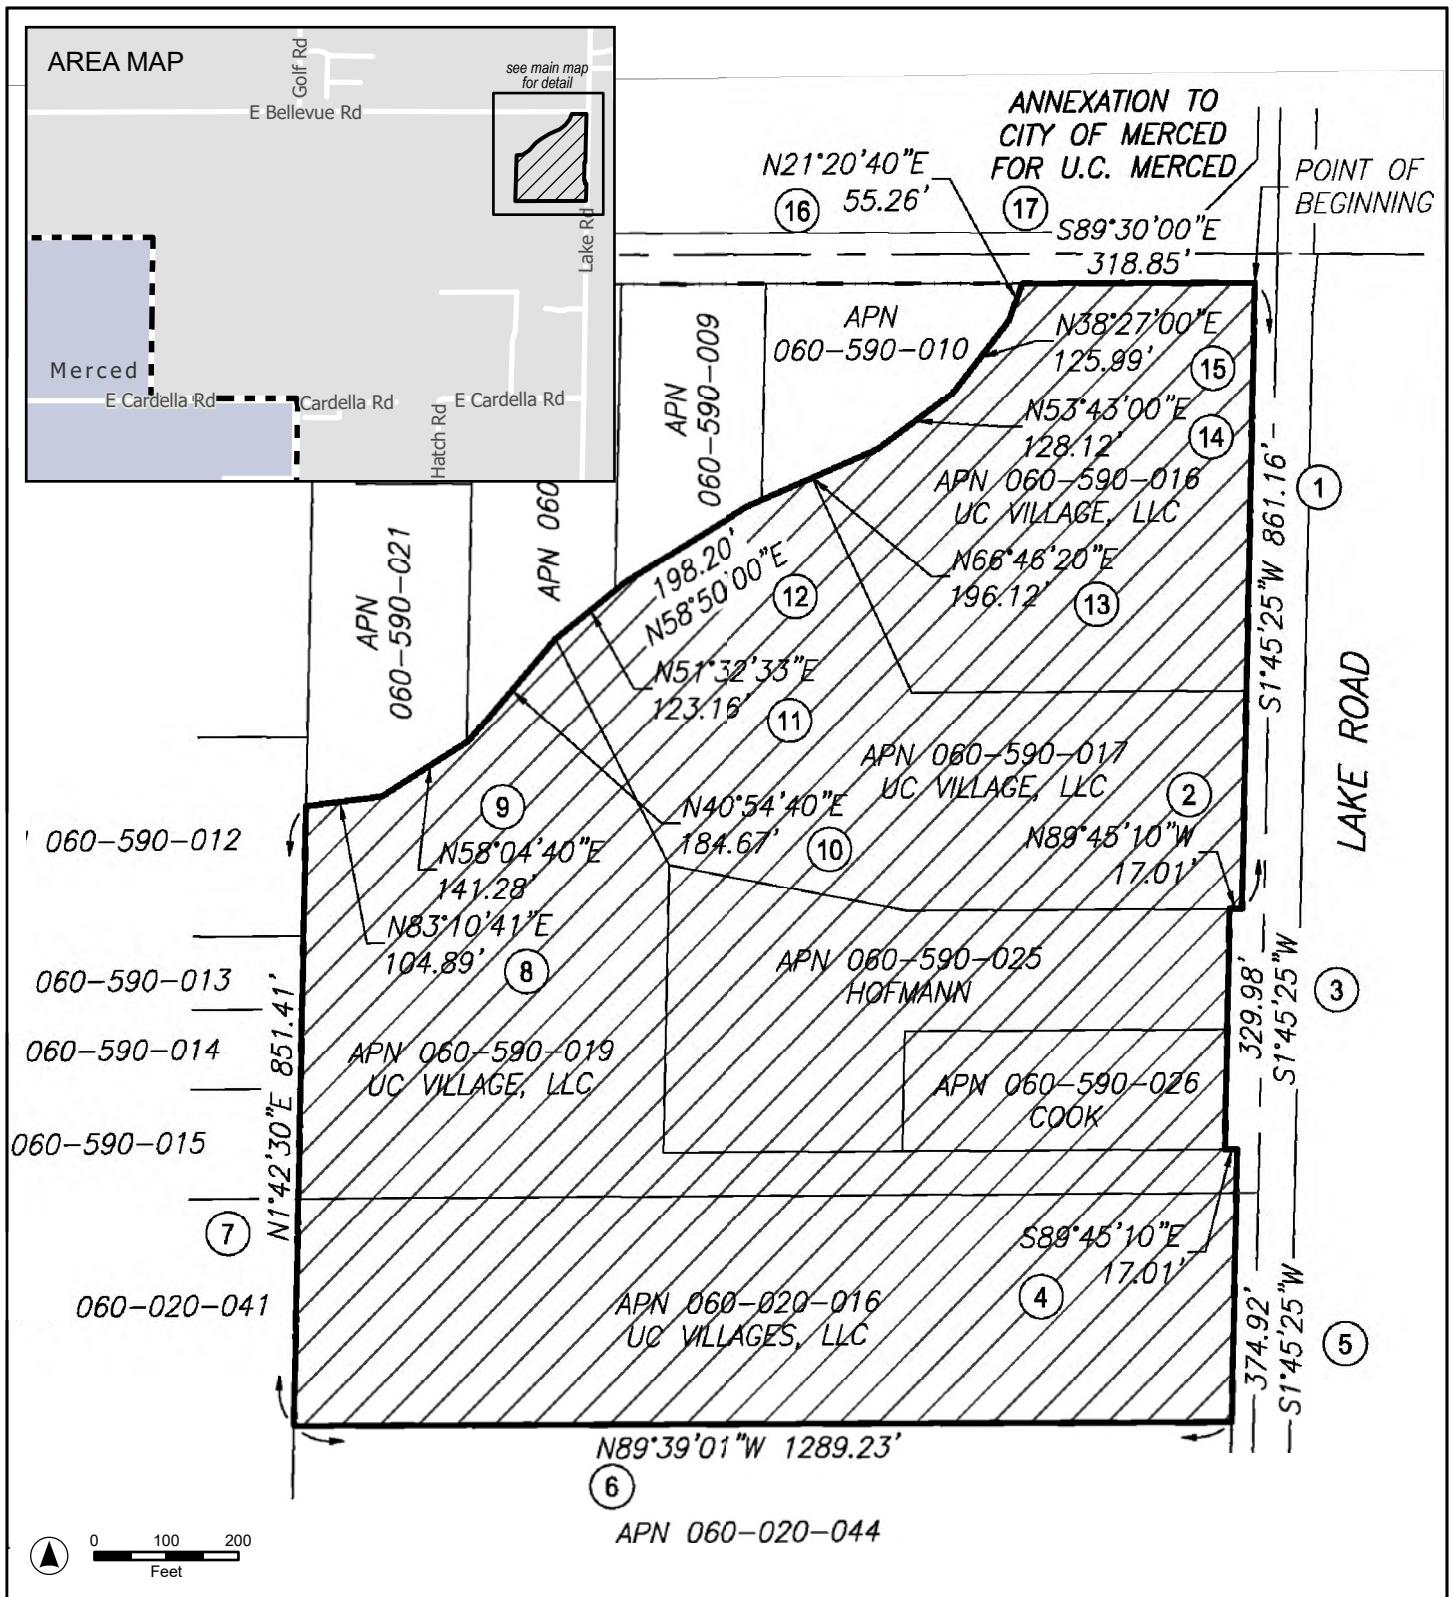 AREA MAP
Golf Rd
see main map
for detail
E Bellevue Rd
Lake Rd
Merced
E Cardella Rd
Cardella Rd
E Cardella Rd
Hatch Rd
ANNEXATION TO
CITY OF MERCED
FOR U.C. MERCED
POINT OF
BEGINNING
N21°20'40"E
55.26'
16
17
S89°30'00"E
318.85'
APN
060-590-010
APN
060-590-009
N38°27'00"E
125.99'
15
N53°43'00"E
128.12'
14
APN 060-590-016
UC VILLAGE, LLC
S1°45'25"W 861.16'
1
APN
060-590-021
APN 060
198.20'
N58°50'00"E
12
N66°46'20"E
196.12'
13
N51°32'33"E
123.16'
11
LAKE ROAD
APN 060-590-017
UC VILLAGE, LLC
2
N89°45'10"W
17.01'
9
N58°04'40"E
141.28'
N40°54'40"E
184.67'
10
060-590-012
N83°10'41"E
104.89'
8
APN 060-590-025
HOFMANN
329.98'
S1°45'25"W
3
060-590-013
060-590-014
060-590-015
N1°42'30"E 851.41'
7
APN 060-590-019
UC VILLAGE, LLC
APN 060-590-026
COOK
S89°45'10"E
17.01'
4
060-020-041
APN 060-020-016
UC VILLAGES, LLC
374.92'
S1°45'25"W
5
N89°39'01"W 1289.23'
6
APN 060-020-044
0 100 200
Feet